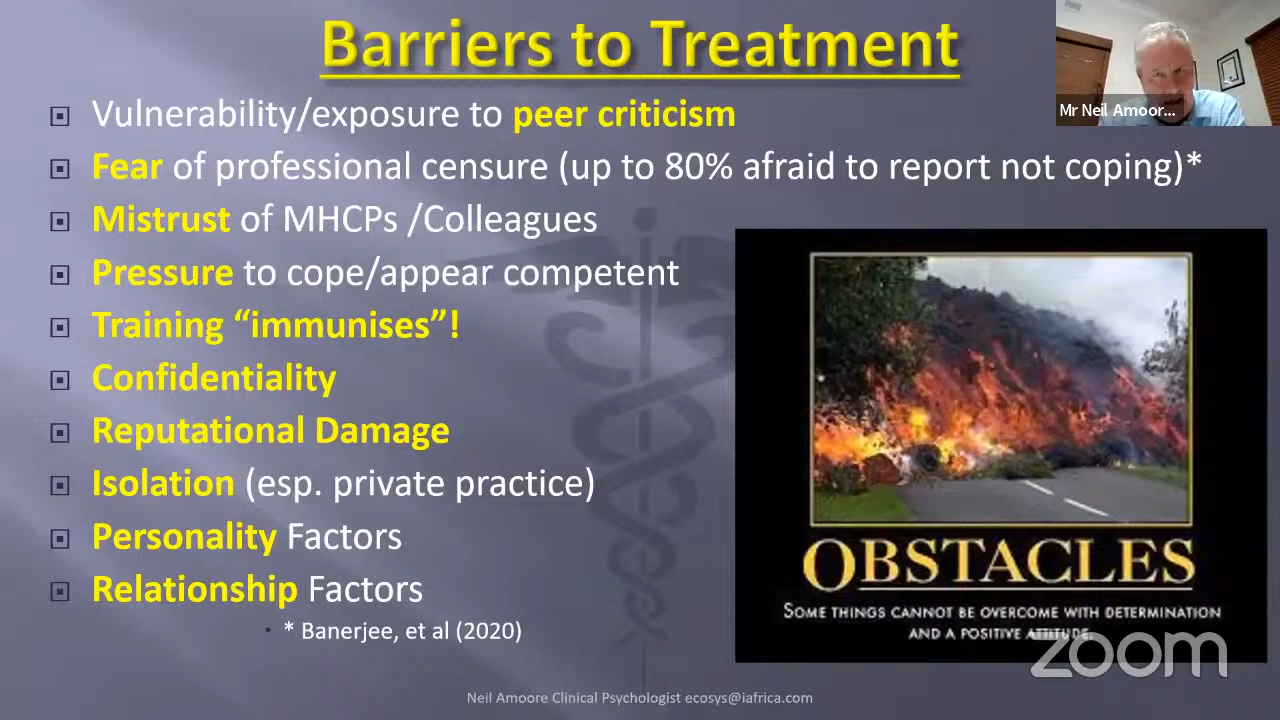 Barriers to Treatment
Mr Neil Amoor...
Vulnerability/exposure to peer criticism
Fear of professional censure (up to 80% afraid to report not coping)*
Mistrust of MHCPs /Colleagues
Pressure to cope/appear competent
Training “immunises”!
Confidentiality
Reputational Damage
Isolation (esp. private practice)
Personality Factors
Relationship Factors
* Banerjee, et al (2020)
OBSTACLES
SOME THINGS CANNOT BE OVERCOME WITH DETERMINATION
AND A POSITIVE ATTITUDE.
zoom
Neil Amoore Clinical Psychologist ecosys@iafrica.com